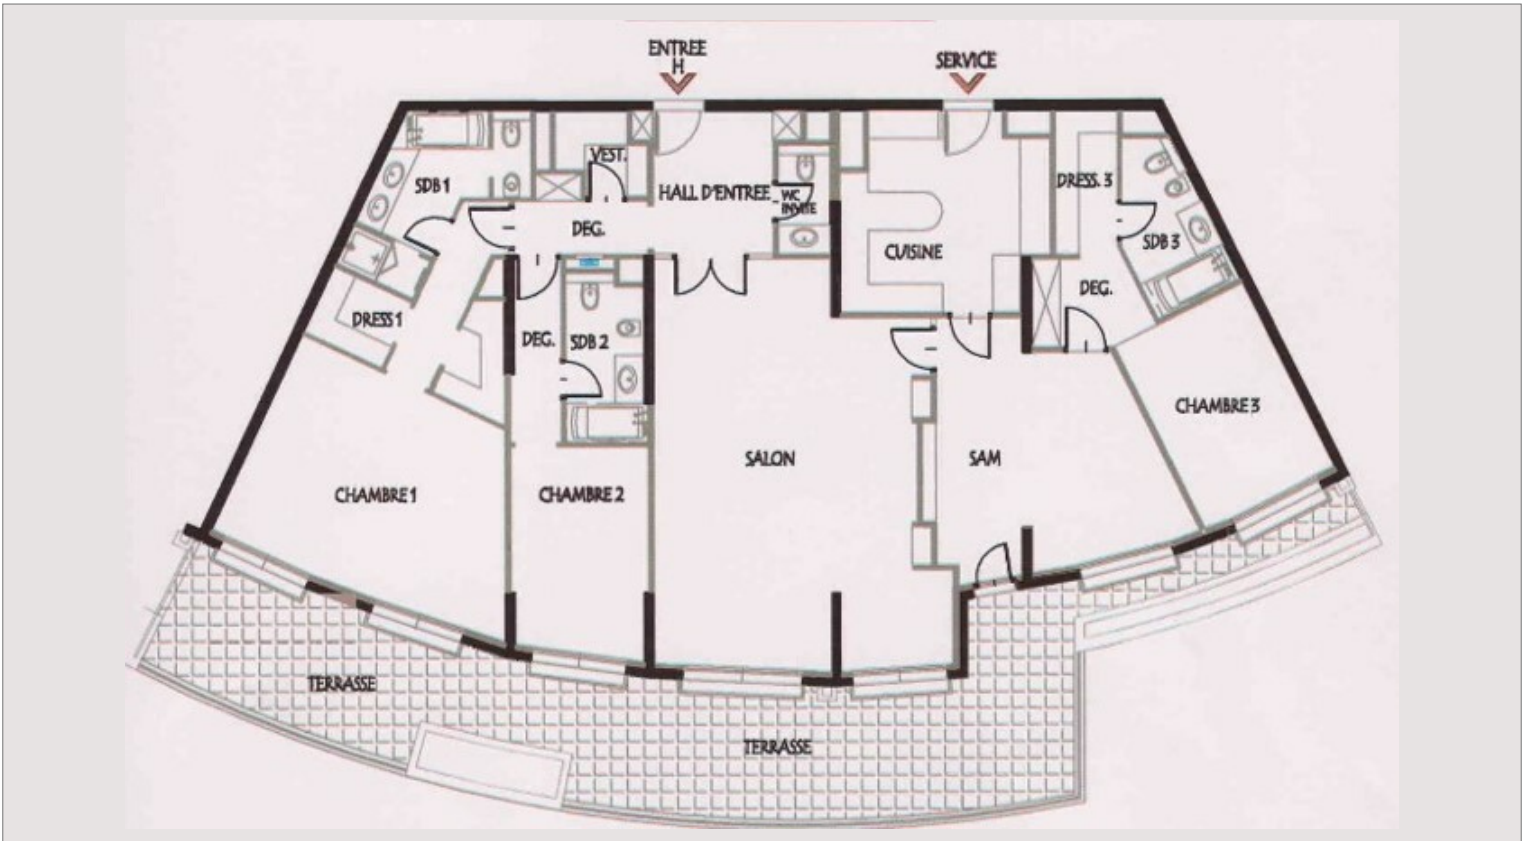 ENTREE
H
SERVICE
VEST.
SDB 1
HALL D'ENTREE
WC
INVITE
DRESS. 3
DEG.
CUISINE
SDB 3
DEG.
DRESS 1
DEG.
SDB 2
CHAMBRE 3
SALON
SAM
CHAMBRE 1
CHAMBRE 2
TERRASSE
TERRASSE